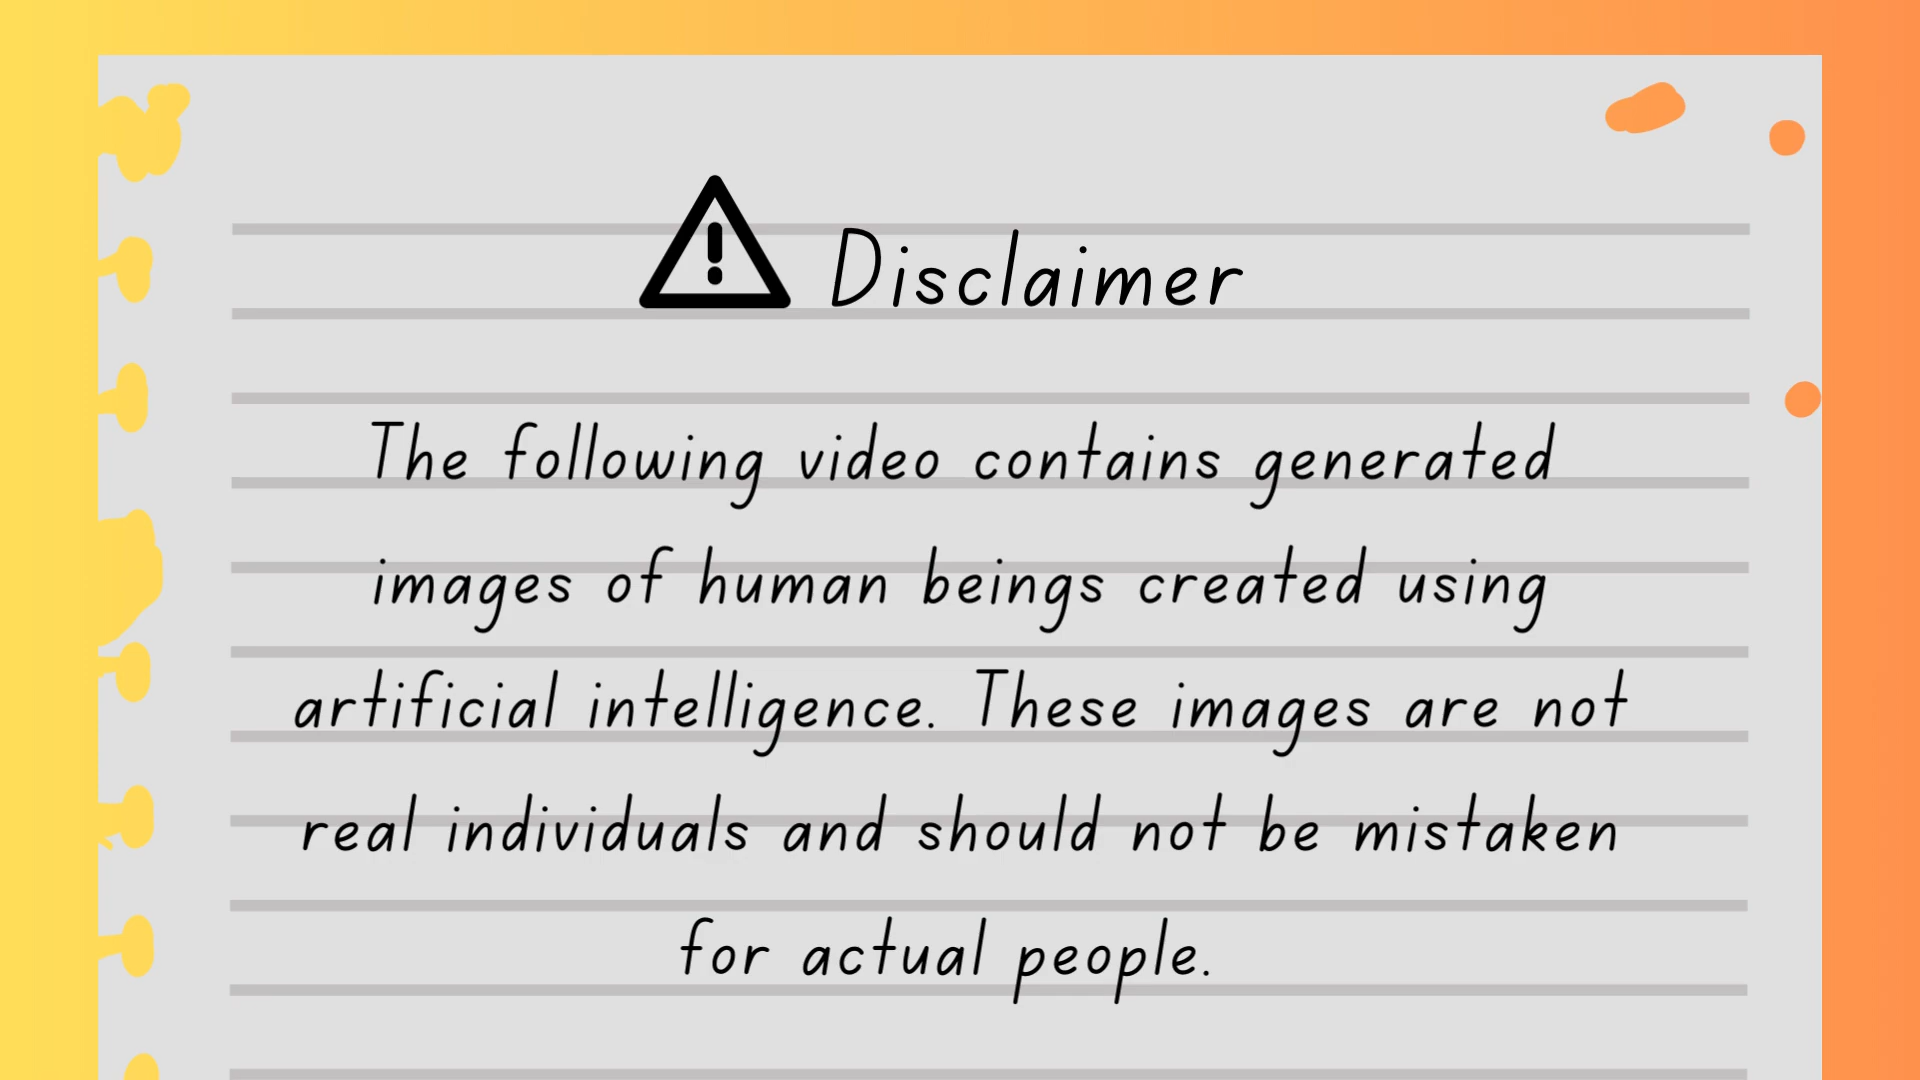 Disclaimer
The following video contains generated
images of human beings created using
artificial intelligence. These images are not
real individuals and should not be mistaken
for actual people.